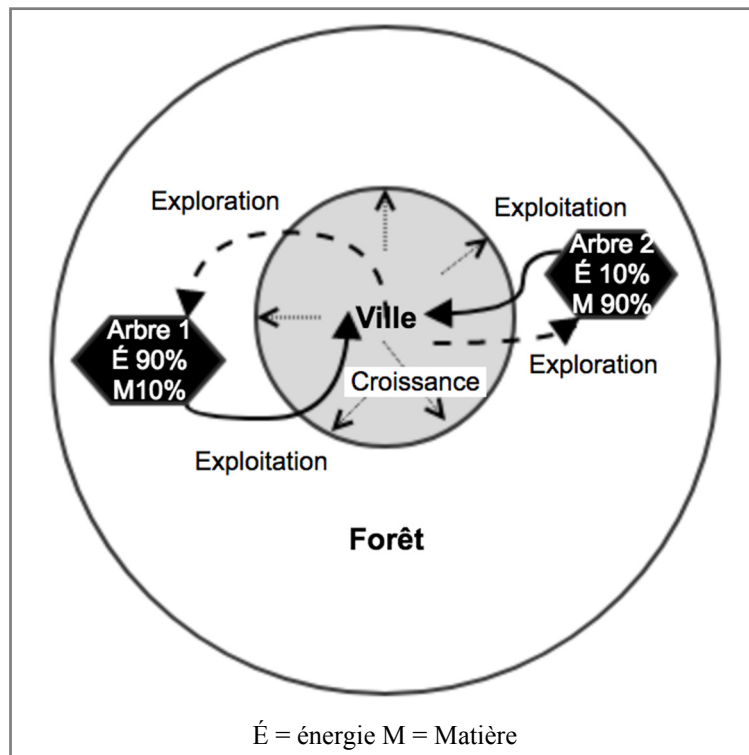 Exploration
Exploitation
Arbre 2
É 10%
M 90%
Ville
Arbre 1
É 90%
M10%
Exploration
Croissance
Exploitation
Forêt
É = énergie M = Matière